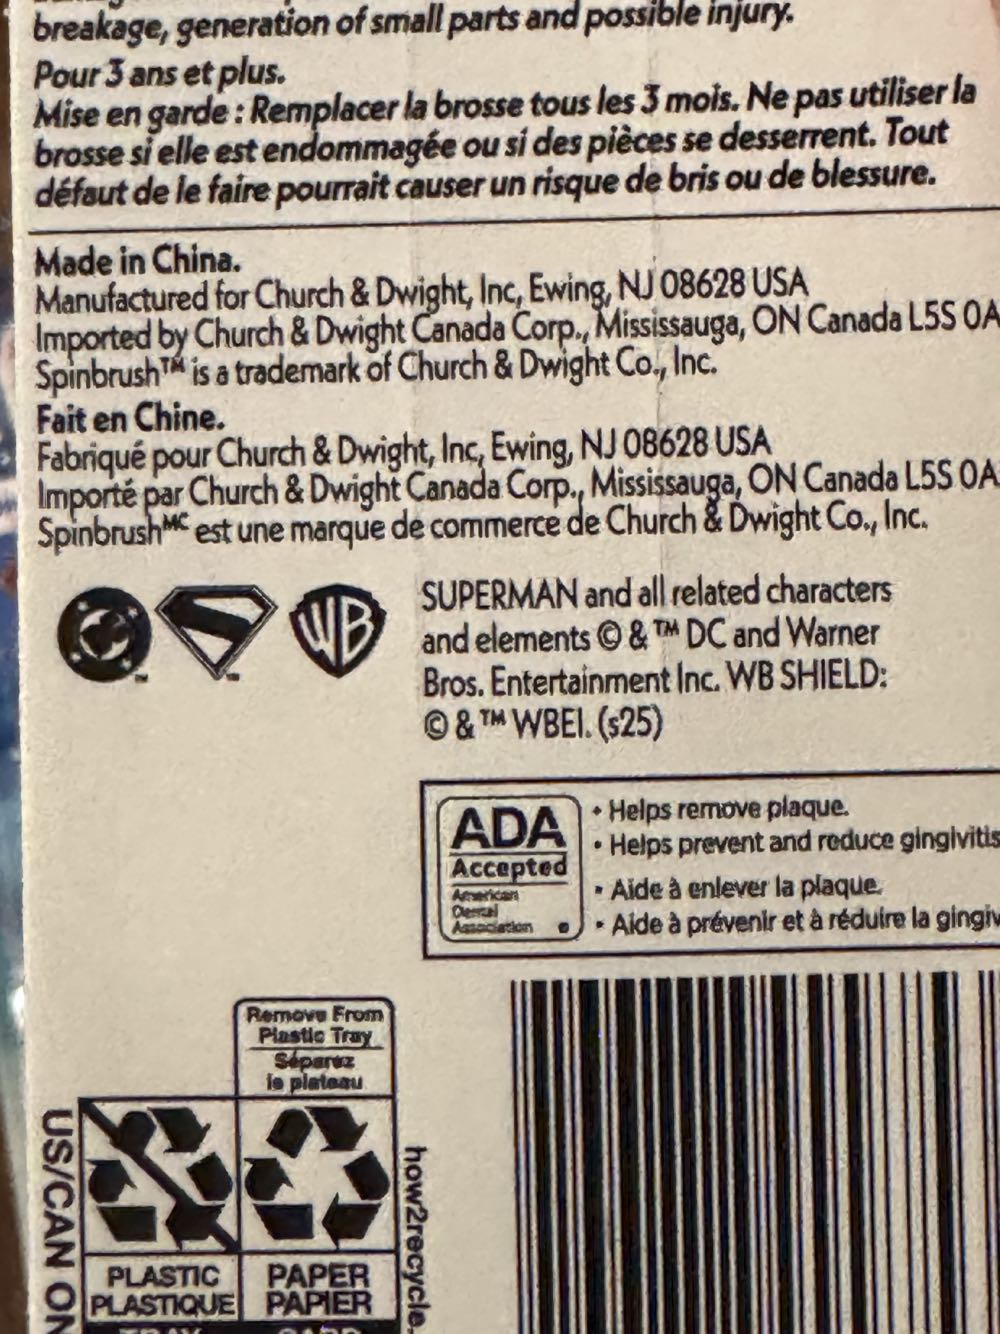 breakage, generation of small parts and possible injury.
Pour 3 ans et plus.
Mise en garde : Remplacer la brosse tous les 3 mois. Ne pas utiliser la
brosse si elle est endommagée ou si des pièces se desserrent. Tout
défaut de le faire pourrait causer un risque de bris ou de blessure.
Made in China.
Manufactured for Church & Dwight, Inc, Ewing, NJ 08628 USA
Imported by Church & Dwight Canada Corp., Mississauga, ON Canada L5S 0A
Spinbrush™ is a trademark of Church & Dwight Co., Inc.
Fait en Chine.
Fabriqué pour Church & Dwight, Inc, Ewing, NJ 08628 USA
Importé par Church & Dwight Canada Corp., Mississauga, ON Canada L5S 0A
Spinbrush MC est une marque de commerce de Church & Dwight Co., Inc.
WB
SUPERMAN and all related characters
and elements © & ™ DC and Warner
Bros. Entertainment Inc. WB SHIELD:
© & ™ WBEI. (s25)
ADA
Accepted
American
Dental
Association
• Helps remove plaque.
• Helps prevent and reduce gingivitis
• Aide à enlever la plaque.
• Aide à prévenir et à réduire la gingiv
Remove From
Plastic Tray
Séparez
le plateau
US/CAN ON
PLASTIC
PLASTIQUE
PAPER
PAPIER
how2recycle.